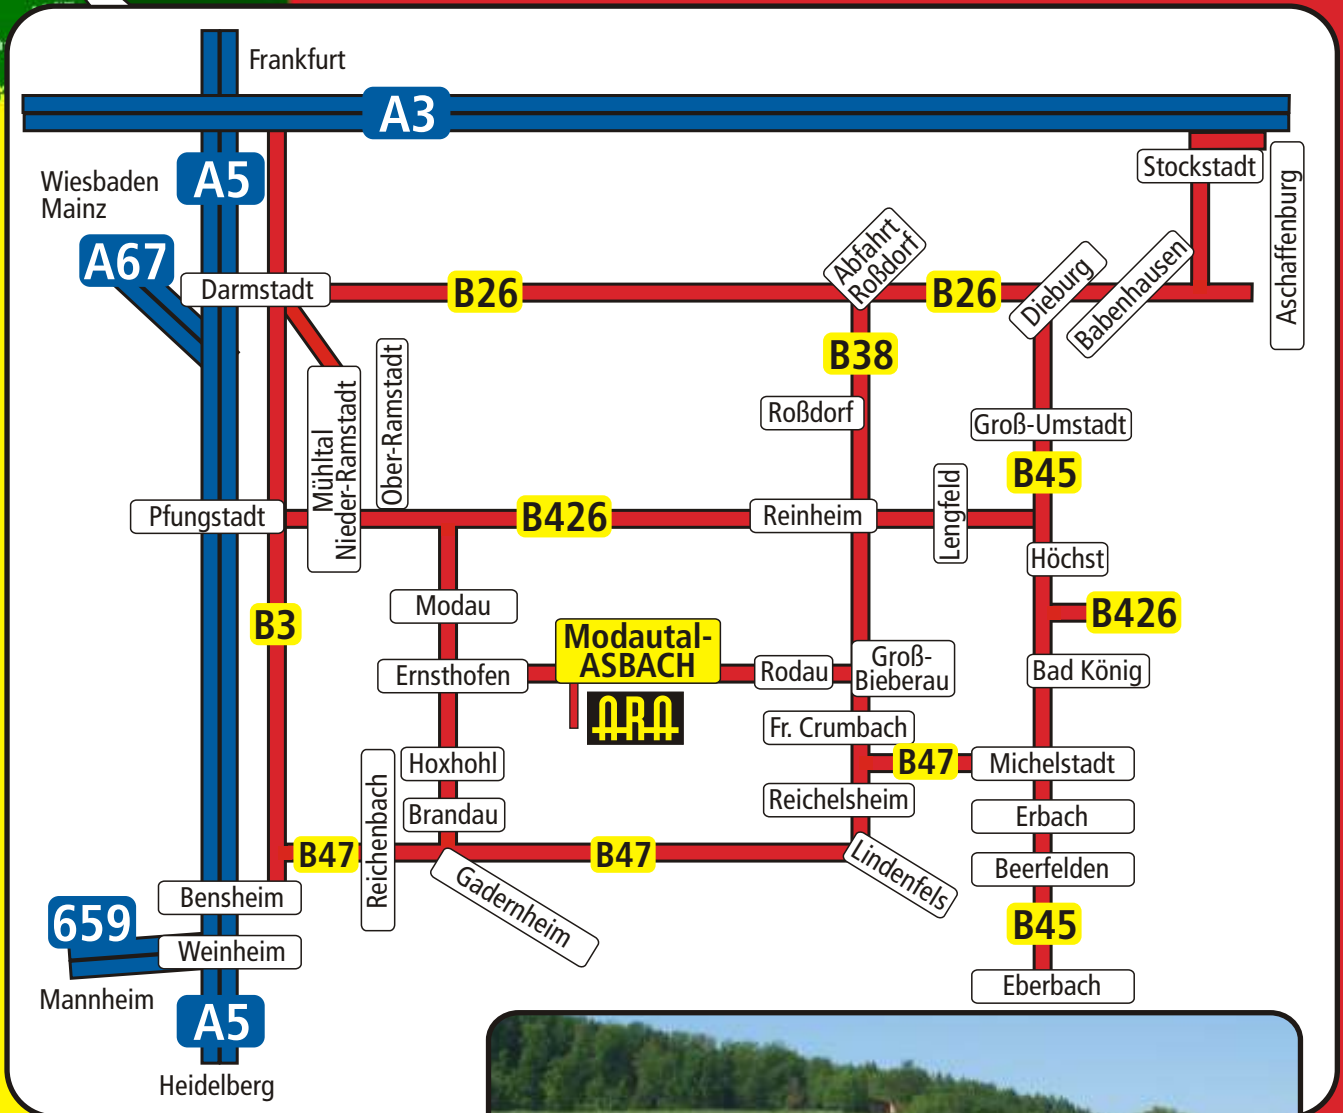 Frankfurt
A3
A5
Wiesbaden
Mainz
A67
Stockstadt
Aschaffenburg
Darmstadt
B26
Abfahrt
Roßdorf
B26
Dieburg
Babenhausen
B38
Mühltal
Nieder-Ramstadt
Ober-Ramstadt
Roßdorf
Groß-Umstadt
B45
Pfungstadt
B426
Reinheim
Lengfeld
Höchst
B3
Modau
B426
Modautal-
ASBACH
Ernsthofen
Rodau
Groß-
Bieberau
Bad König
ARA
Fr. Crumbach
Hoxhohl
B47
Michelstadt
Reichenbach
Brandau
Reichelsheim
Erbach
B47
B47
Gadernheim
Lindenfels
Beerfelden
Bensheim
659
Weinheim
B45
Mannheim
Eberbach
A5
Heidelberg